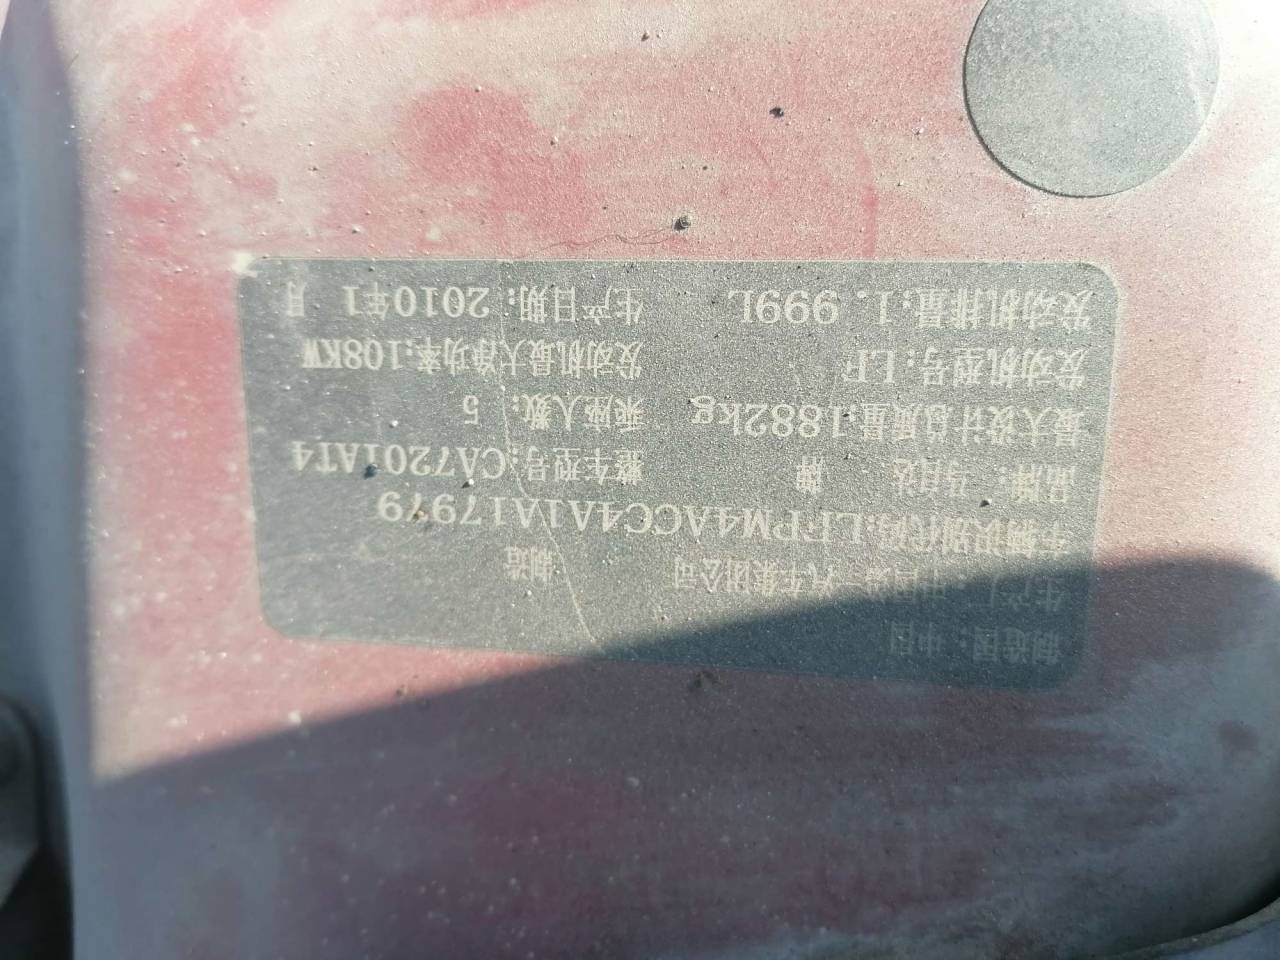 制造国：中国
生产厂：中国第一汽车集团公司 制造
车辆识别代码:LFPM4ACC4A1A17979
品牌：马自达 牌 整车型号:CA7201AT4
最大设计总质量:1882kg 乘座人数：5
发动机型号:LF 发动机最大净功率:108KW
发动机排量:1.999L 生产日期：2010年1 月